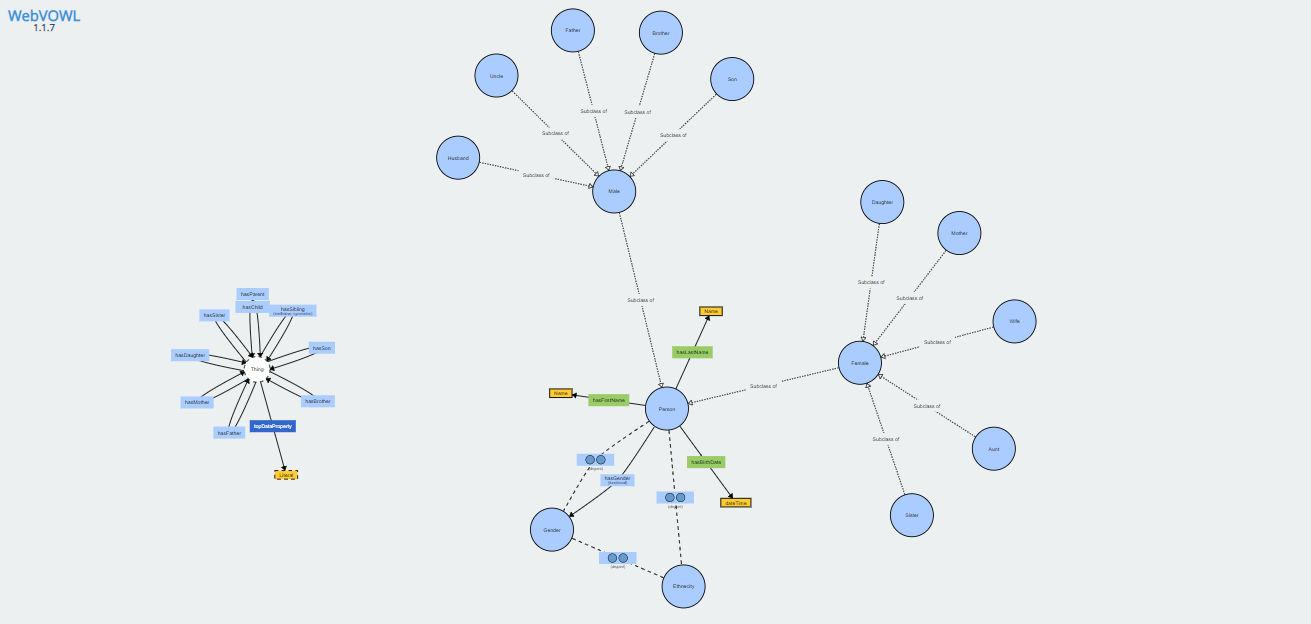 WebVOWL
1.1.7
Father
Brother
Uncle
Son
Subclass of
Subclass of
Subclass of
Subclass of
Husband
Subclass of
Male
Daughter
Mother
Subclass of
Subclass of
Subclass of
hasParent
hasChild
hasSibling
hasSister
Name
Wife
Subclass of
hasSon
hasLastName
hasDaughter
Thing
Female
Subclass of
Name
hasFirstName
Person
hasMother
hasBrother
Subclass of
topDataProperty
hasFather
Subclass of
Aunt
(disjoint)
hasBirthDate
Literal
hasGender
(functional)
(disjoint)
dateTime
Sister
Gender
(disjoint)
Ethnicity